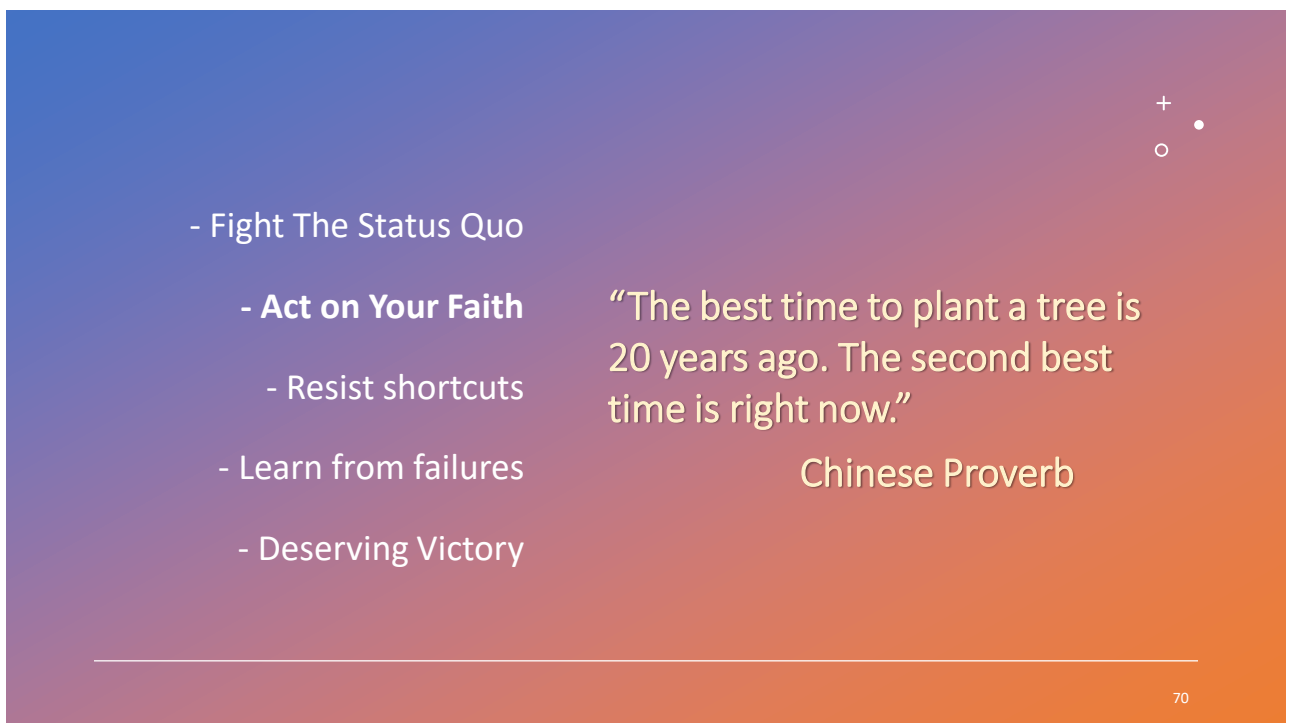 - Fight The Status Quo
- Act on Your Faith
- Resist shortcuts
- Learn from failures
- Deserving Victory
“The best time to plant a tree is
20 years ago. The second best
time is right now.”
Chinese Proverb
70